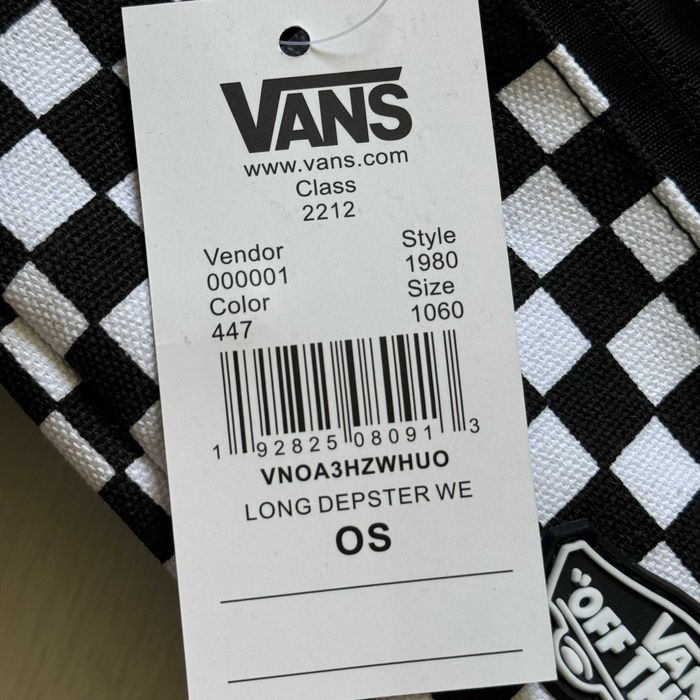 VANS
www.vans.com
Class
2212
Vendor
000001
Style
1980
Color
447
Size
1060
1 92825 08091 3
VNOA3HZWHUO
LONG DEPSTER WE
OS
"OFF